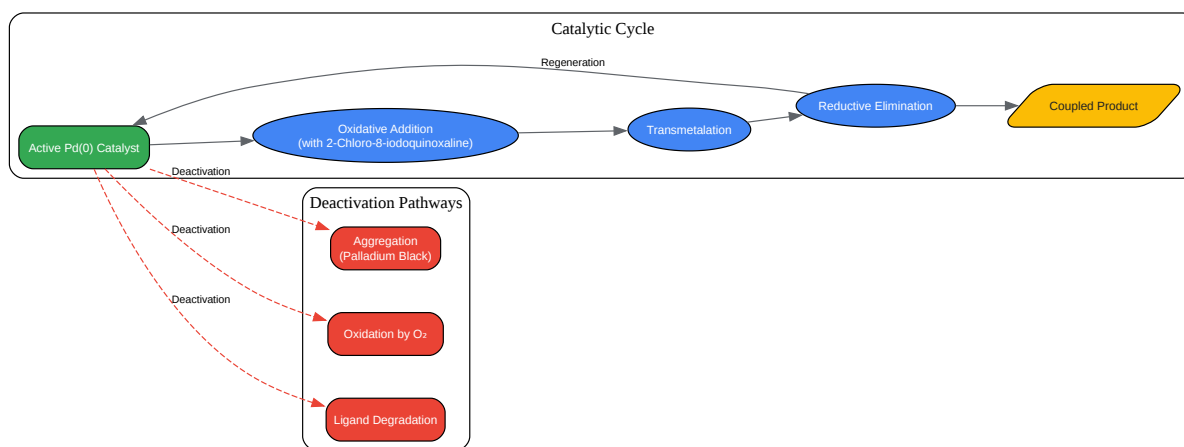 Catalytic Cycle
Regeneration
Active Pd(0) Catalyst
Oxidative Addition
(with 2-Chloro-8-iodoquinoxaline)
Transmetalation
Reductive Elimination
Coupled Product
Deactivation
Deactivation
Deactivation
Deactivation Pathways
Aggregation
(Palladium Black)
Oxidation by O₂
Ligand Degradation